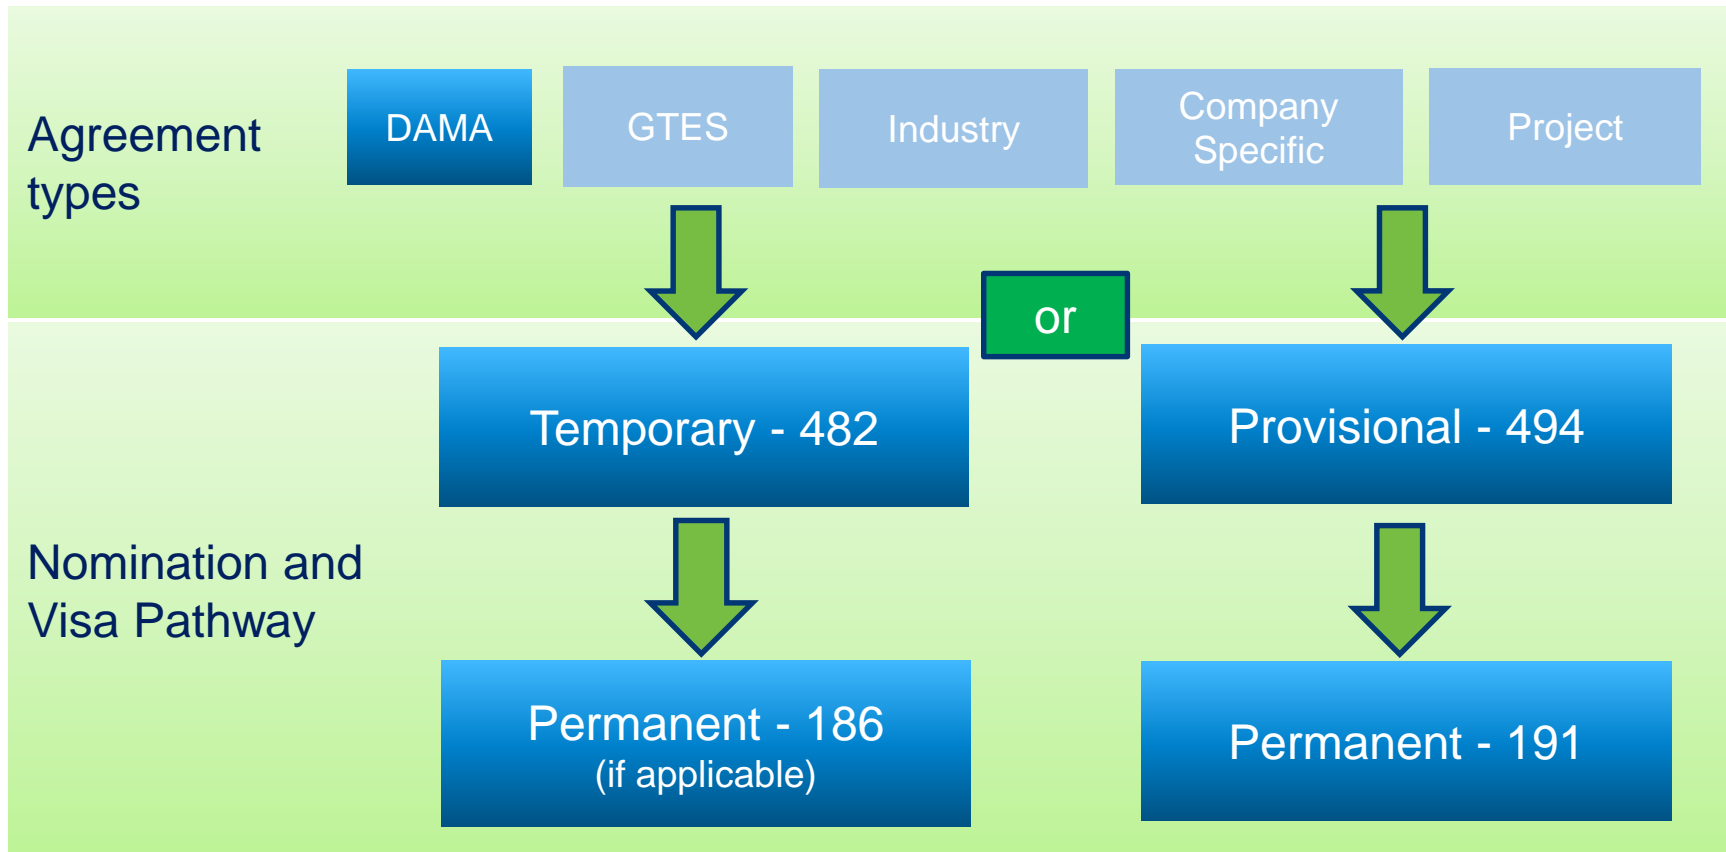 Agreement
types
DAMA
GTES
Industry
Company
Specific
Project
or
Nomination and
Visa Pathway
Temporary - 482
Provisional - 494
Permanent - 186
(if applicable)
Permanent - 191